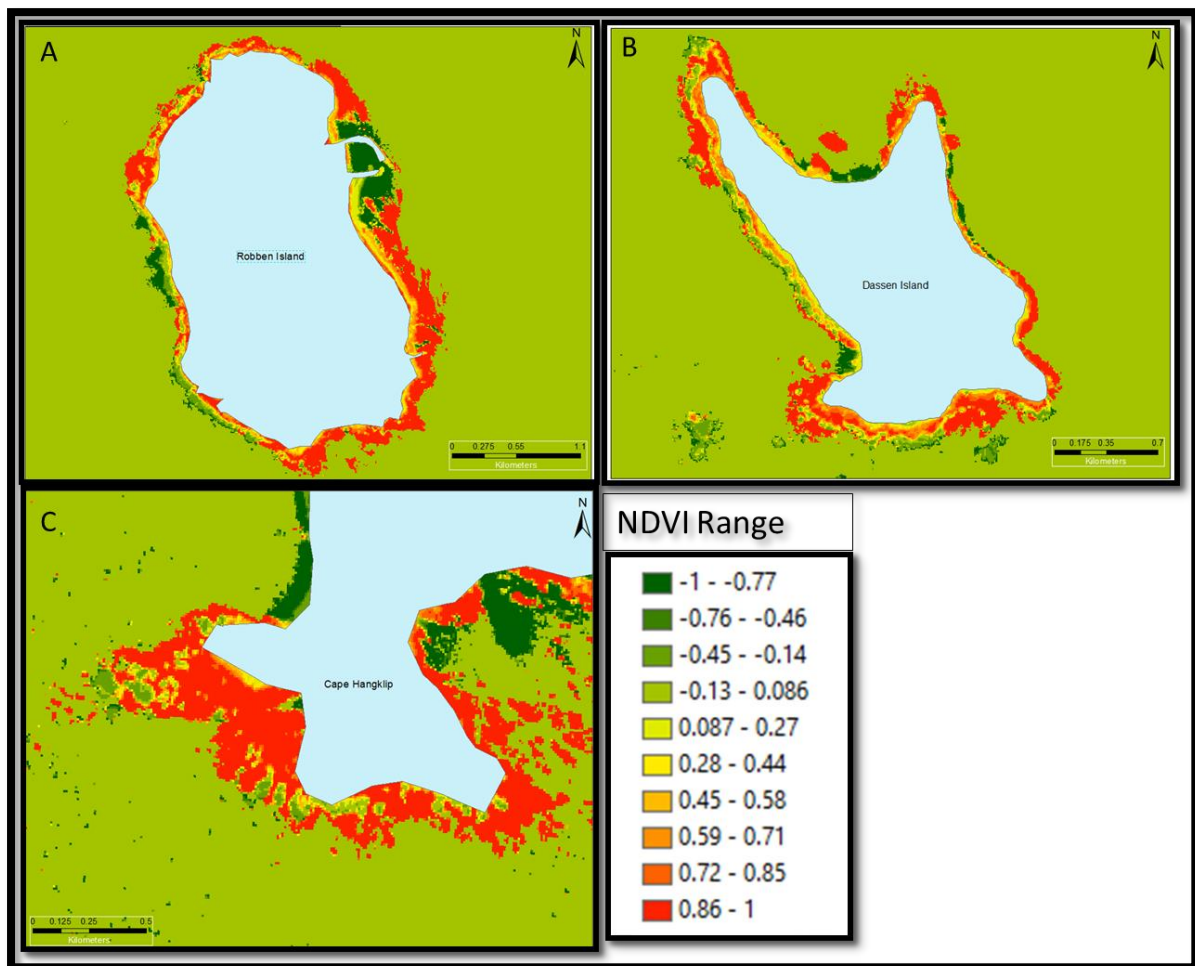 A
N
Robben Island
0 0.275 0.55 1.1
Kilometers
B
N
Dassen Island
0 0.175 0.35 0.7
Kilometers
C
N
Cape Hangklip
0 0.125 0.25 0.5
Kilometers
NDVI Range
-1 - -0.77
-0.76 - -0.46
-0.45 - -0.14
-0.13 - 0.086
0.087 - 0.27
0.28 - 0.44
0.45 - 0.58
0.59 - 0.71
0.72 - 0.85
0.86 - 1